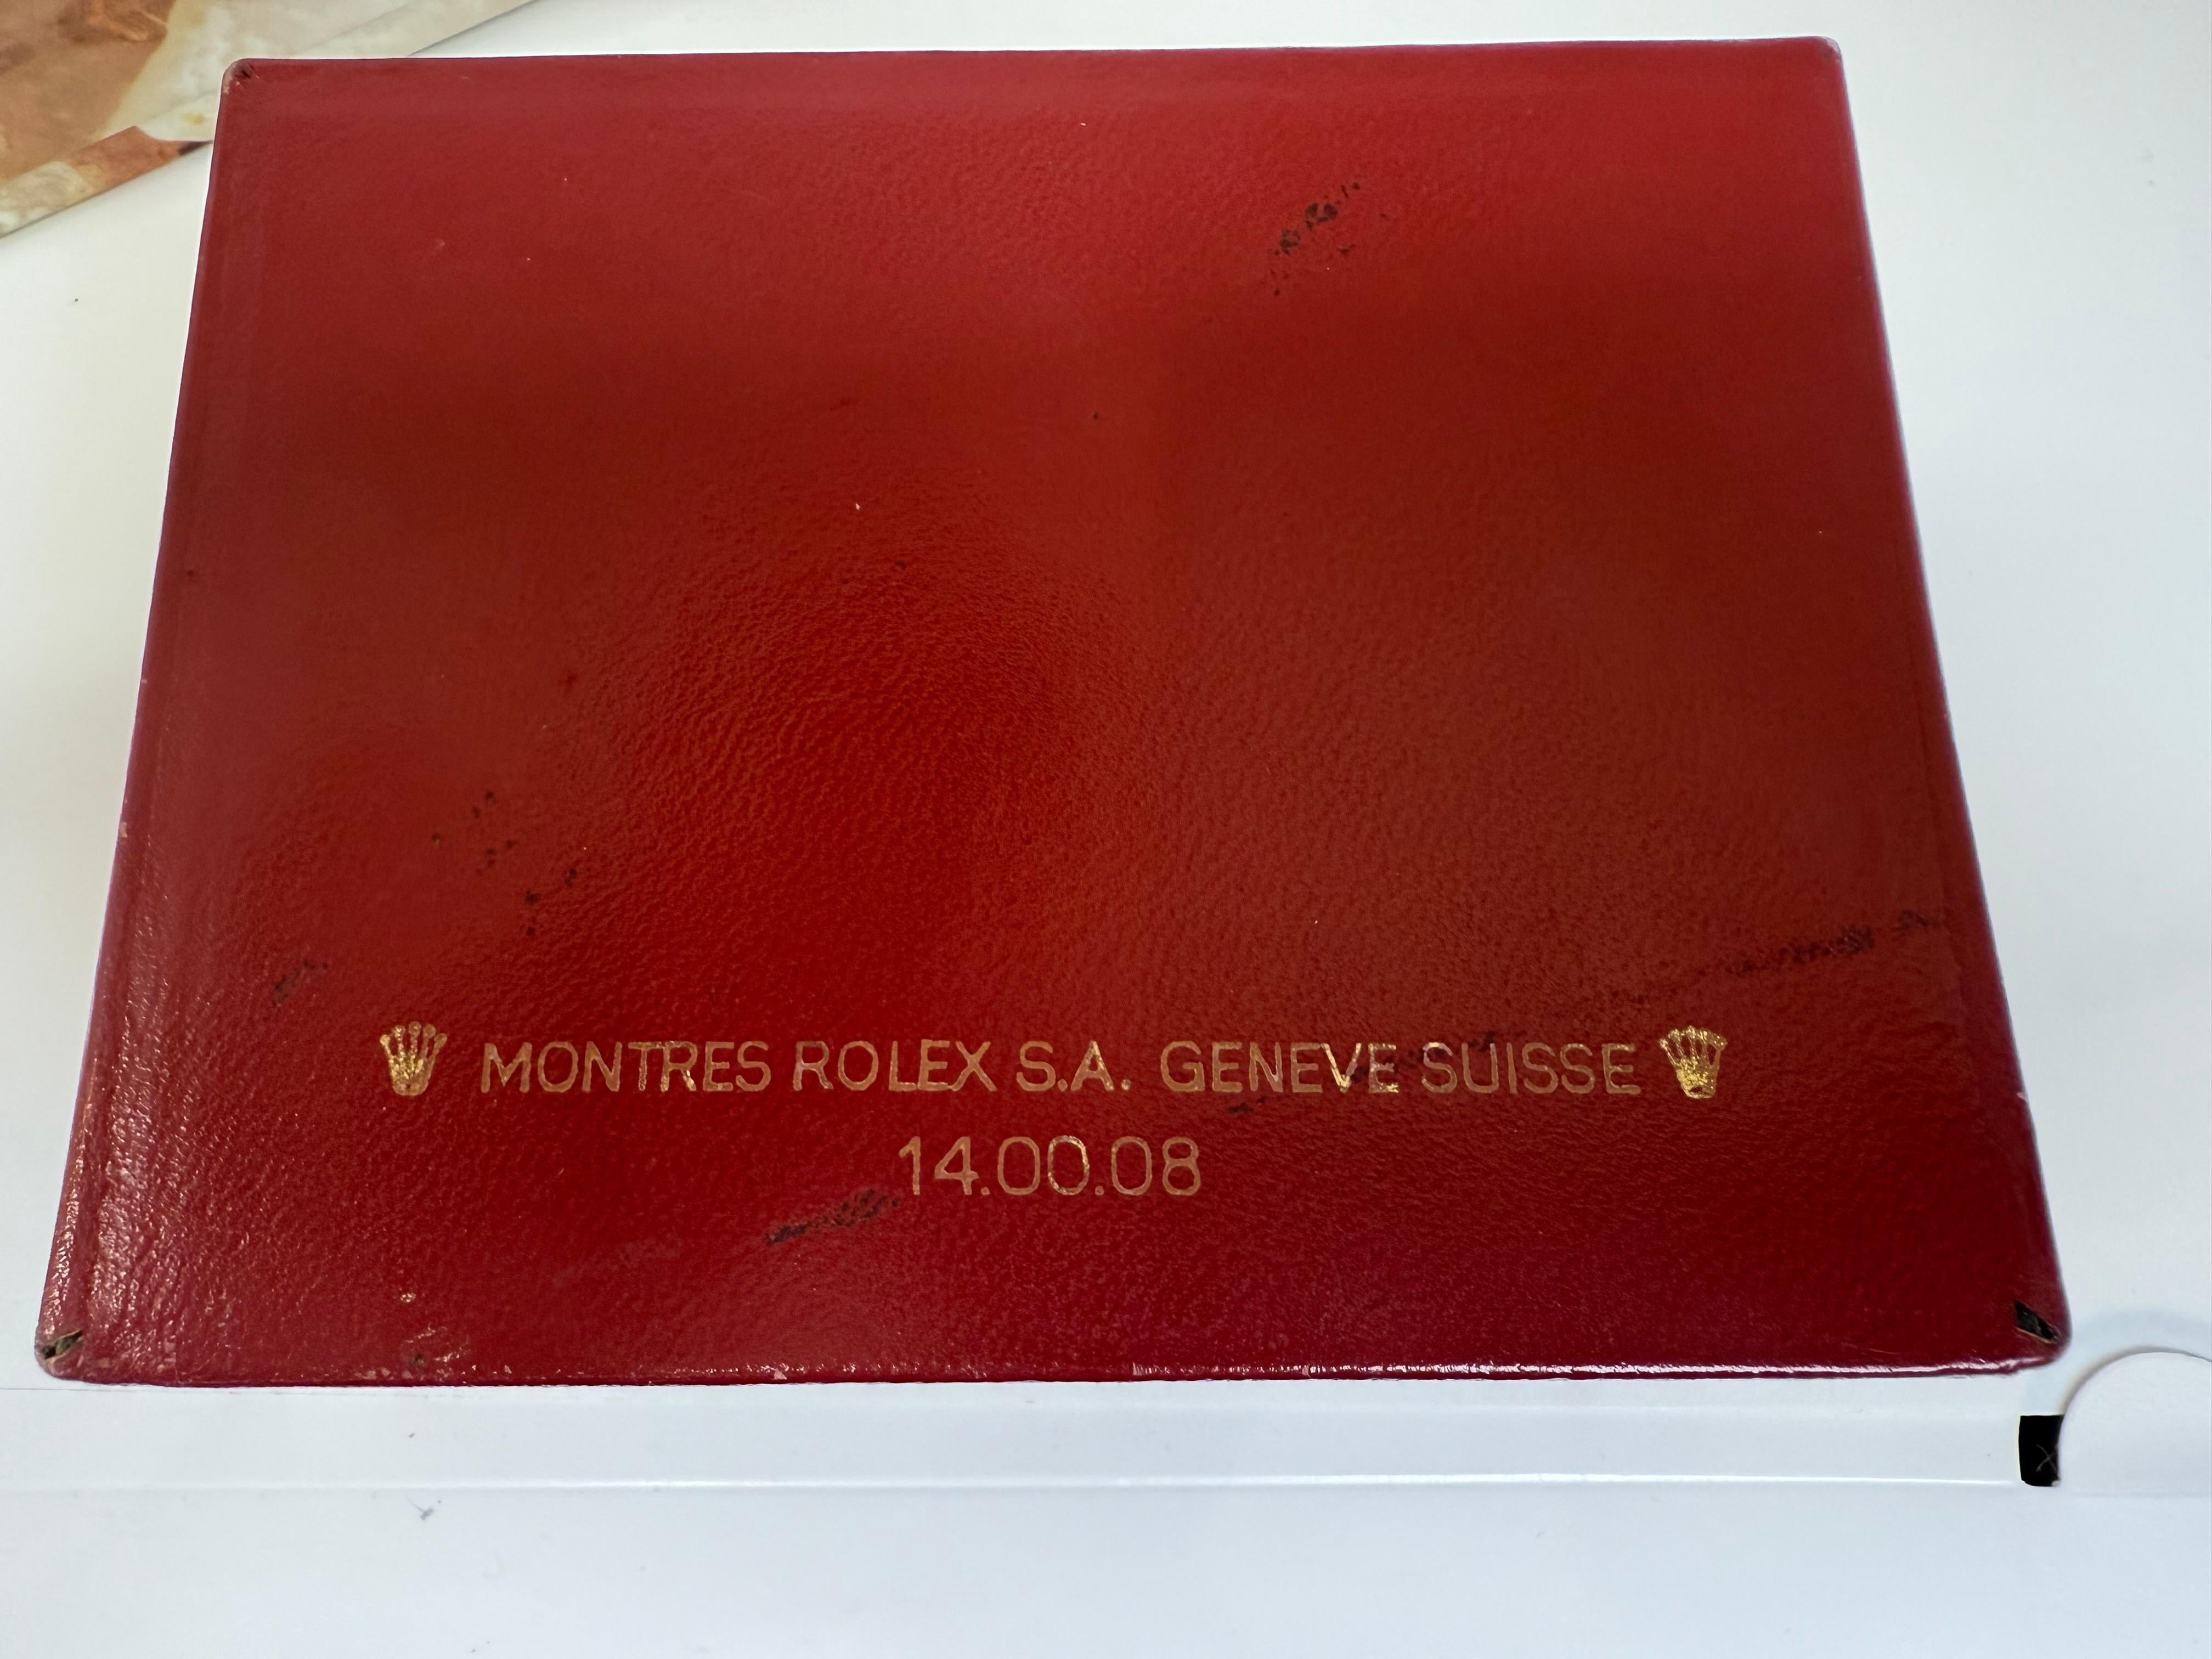 MONTRES ROLEX S.A. GENEVE SUISSE
14.00.08